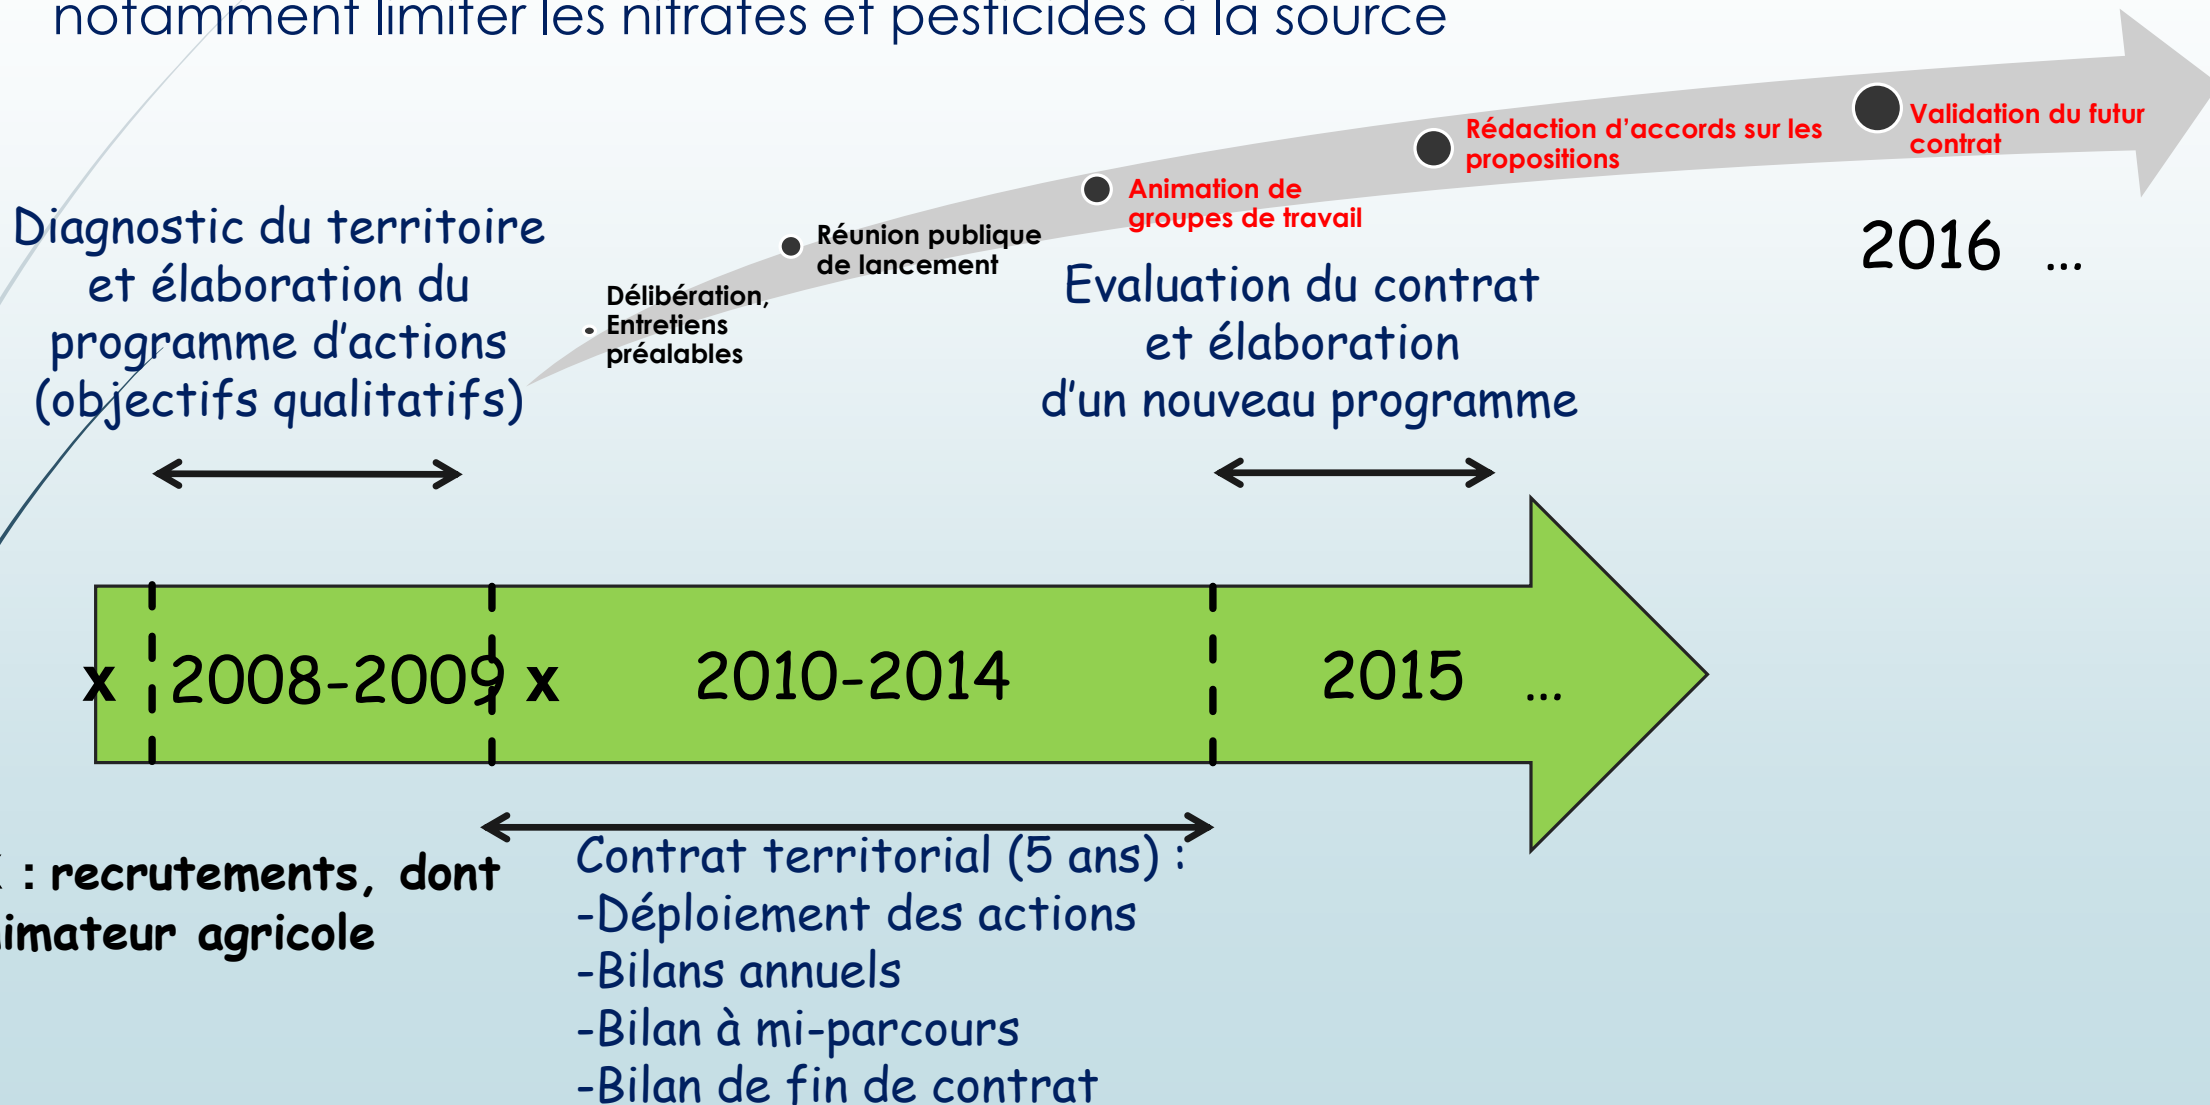 notamment limiter les nitrates et pesticides à la source
Validation du futur
contrat
Rédaction d’accords sur les
propositions
Animation de
groupes de travail
Réunion publique
de lancement
Délibération,
Entretiens
préalables
Diagnostic du territoire
et élaboration du
programme d’actions
(objectifs qualitatifs)
Evaluation du contrat
et élaboration
d’un nouveau programme
2016 ...
x 2008-2009 x 2010-2014 2015 ...
: recrutements, dont
agricole
Contrat territorial (5 ans) :
-Déploiement des actions
-Bilans annuels
-Bilan à mi-parcours
-Bilan de fin de contrat